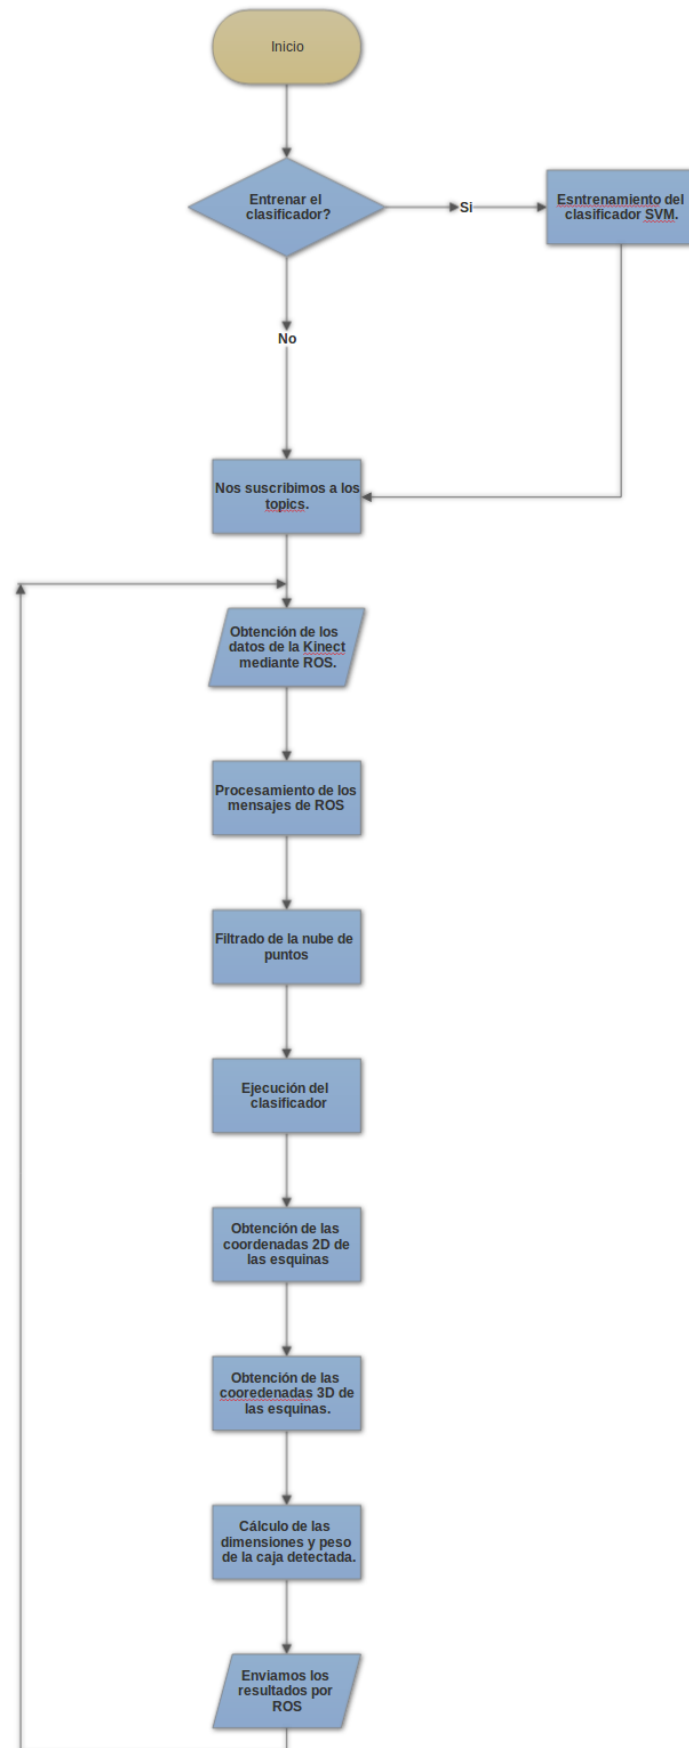 Inicio
Entrenar el
clasificador?
Si
Esntrenamiento del
clasificador SVM.
No
Nos suscribimos a los
topics.
Obtención de los
datos de la Kinect
mediante ROS.
Procesamiento de los
mensajes de ROS
Filtrado de la nube de
puntos
Ejecución del
clasificador
Obtención de las
coordenadas 2D de
las esquinas
Obtención de las
cooredenadas 3D de
las esquinas.
Cálculo de las
dimensiones y peso
de la caja detectada.
Enviamos los
resultados por
ROS